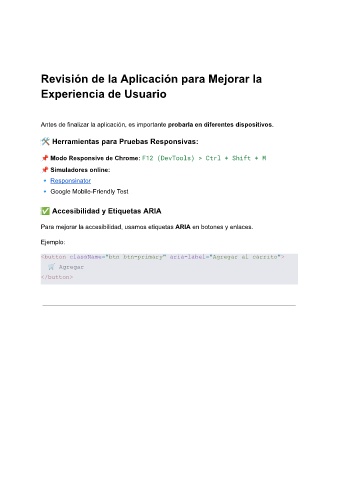 Revisión de la Aplicación para Mejorar la
Experiencia de Usuario
Antes de finalizar la aplicación, es importante probarla en diferentes dispositivos.
🛠️ Herramientas para Pruebas Responsivas:
📌 Modo Responsive de Chrome: F12 (DevTools) > Ctrl + Shift + M
📌 Simuladores online:
• Responsinator
• Google Mobile-Friendly Test
✅ Accesibilidad y Etiquetas ARIA
Para mejorar la accesibilidad, usamos etiquetas ARIA en botones y enlaces.
Ejemplo:
<button className="btn btn-primary" aria-label="Agregar al carrito">
🛒 Agregar
</button>